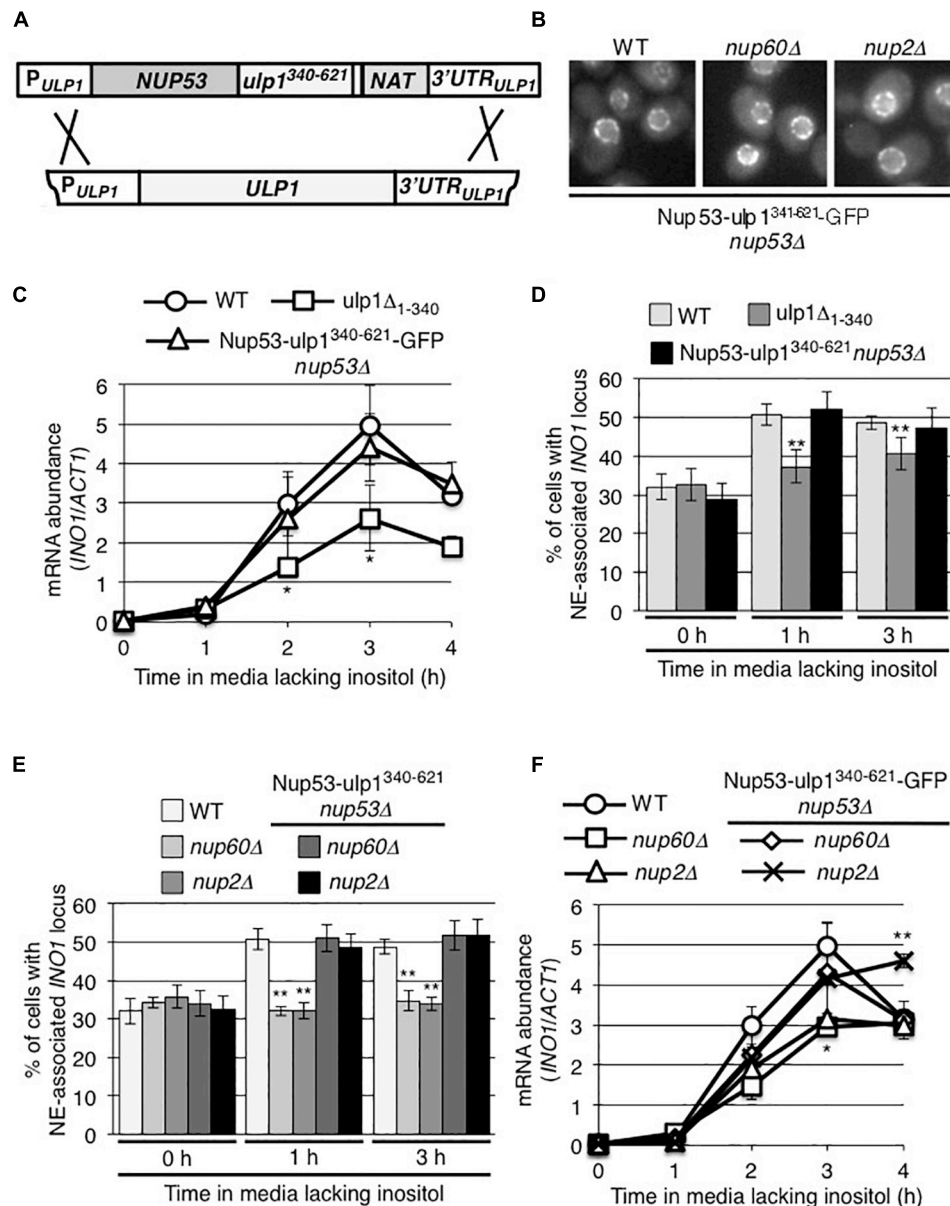 A
P_ULP1 NUP53 ulp1^340-621 NAT 3'UTR_ULP1
P_ULP1 ULP1 3'UTR_ULP1
B
WT nup60Δ nup2Δ
Nup53-ulp1^341-621-GFP
nup53Δ
C
WT ulp1Δ_1-340
Nup53-ulp1^340-621-GFP
nup53Δ
mRNA abundance
(INO1/ACT1)
6
5
4
3
2
1
0
* *
0 1 2 3 4
Time in media lacking inositol (h)
D
WT ulp1Δ_1-340
Nup53-ulp1^340-621 nup53Δ
% of cells with
NE-associated INO1 locus
60
50
40
30
20
10
0
** **
0 h 1 h 3 h
Time in media lacking inositol
E
Nup53-ulp1^340-621
nup53Δ
WT
nup60Δ nup60Δ
nup2Δ nup2Δ
% of cells with
NE-associated INO1 locus
60
50
40
30
20
10
0
** ** ** **
0 h 1 h 3 h
Time in media lacking inositol
F
Nup53-ulp1^340-621-GFP
nup53Δ
WT
nup60Δ nup60Δ
nup2Δ nup2Δ
mRNA abundance
(INO1/ACT1)
6
5
4
3
2
1
0
**
*
0 1 2 3 4
Time in media lacking inositol (h)